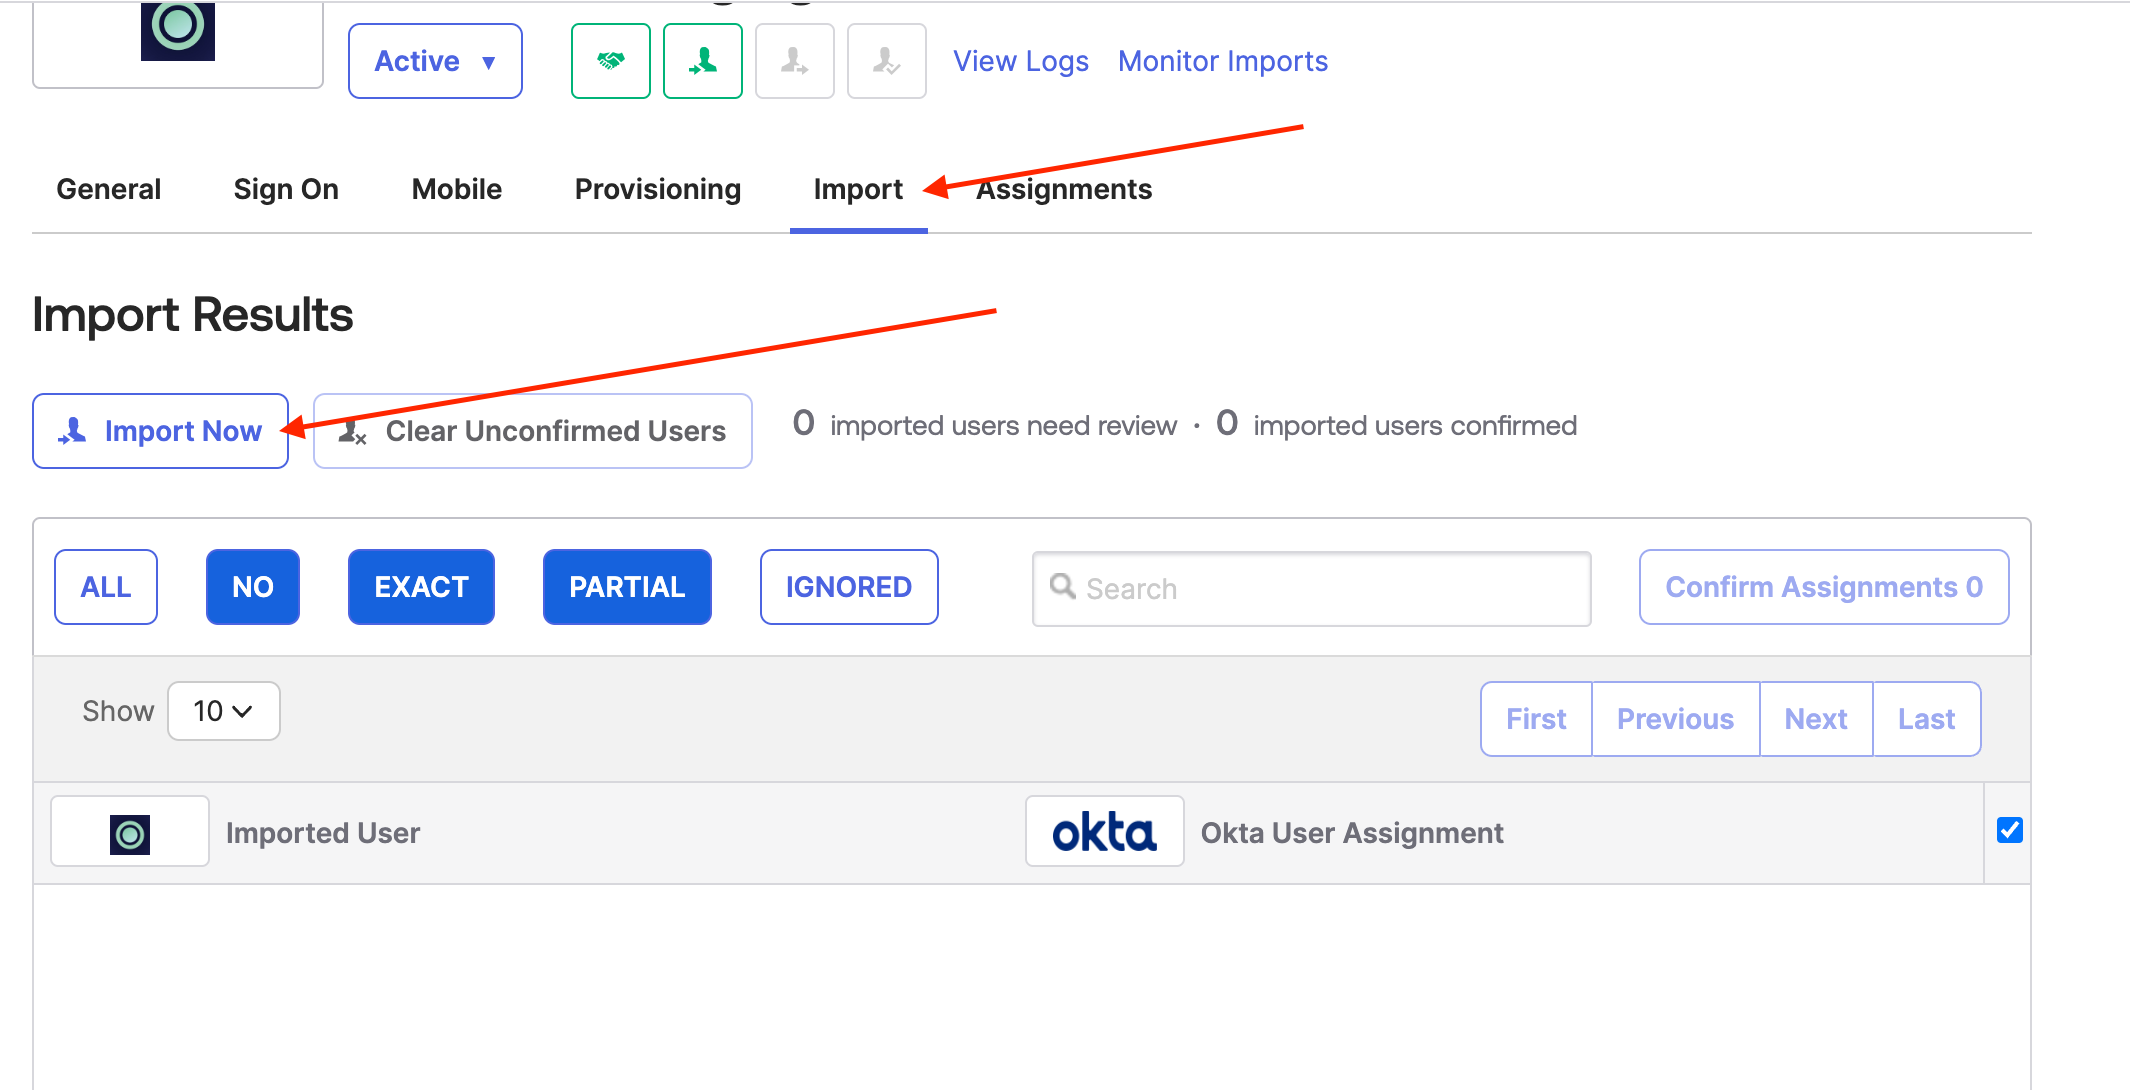 Active ▼
View Logs Monitor Imports
General Sign On Mobile Provisioning Import Assignments
Import Results
Import Now Clear Unconfirmed Users 0 imported users need review · 0 imported users confirmed
ALL NO EXACT PARTIAL IGNORED Search Confirm Assignments 0
Show 10 First Previous Next Last
Imported User okta Okta User Assignment